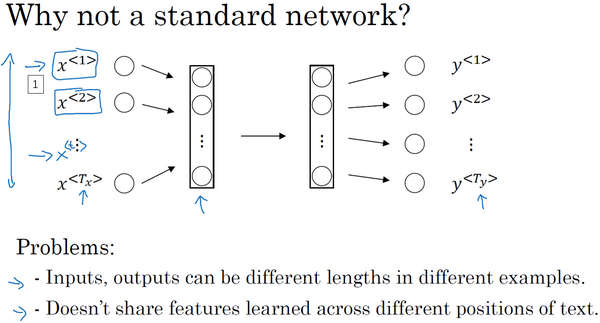 Why not a standard network?
x<1> y<1>
1
x<2> y<2>
⋮ ⋮ x<t> ⋮ ⋮
x<Tx> y<Ty>
Problems:
- Inputs, outputs can be different lengths in different examples.
- Doesn't share features learned across different positions of text.